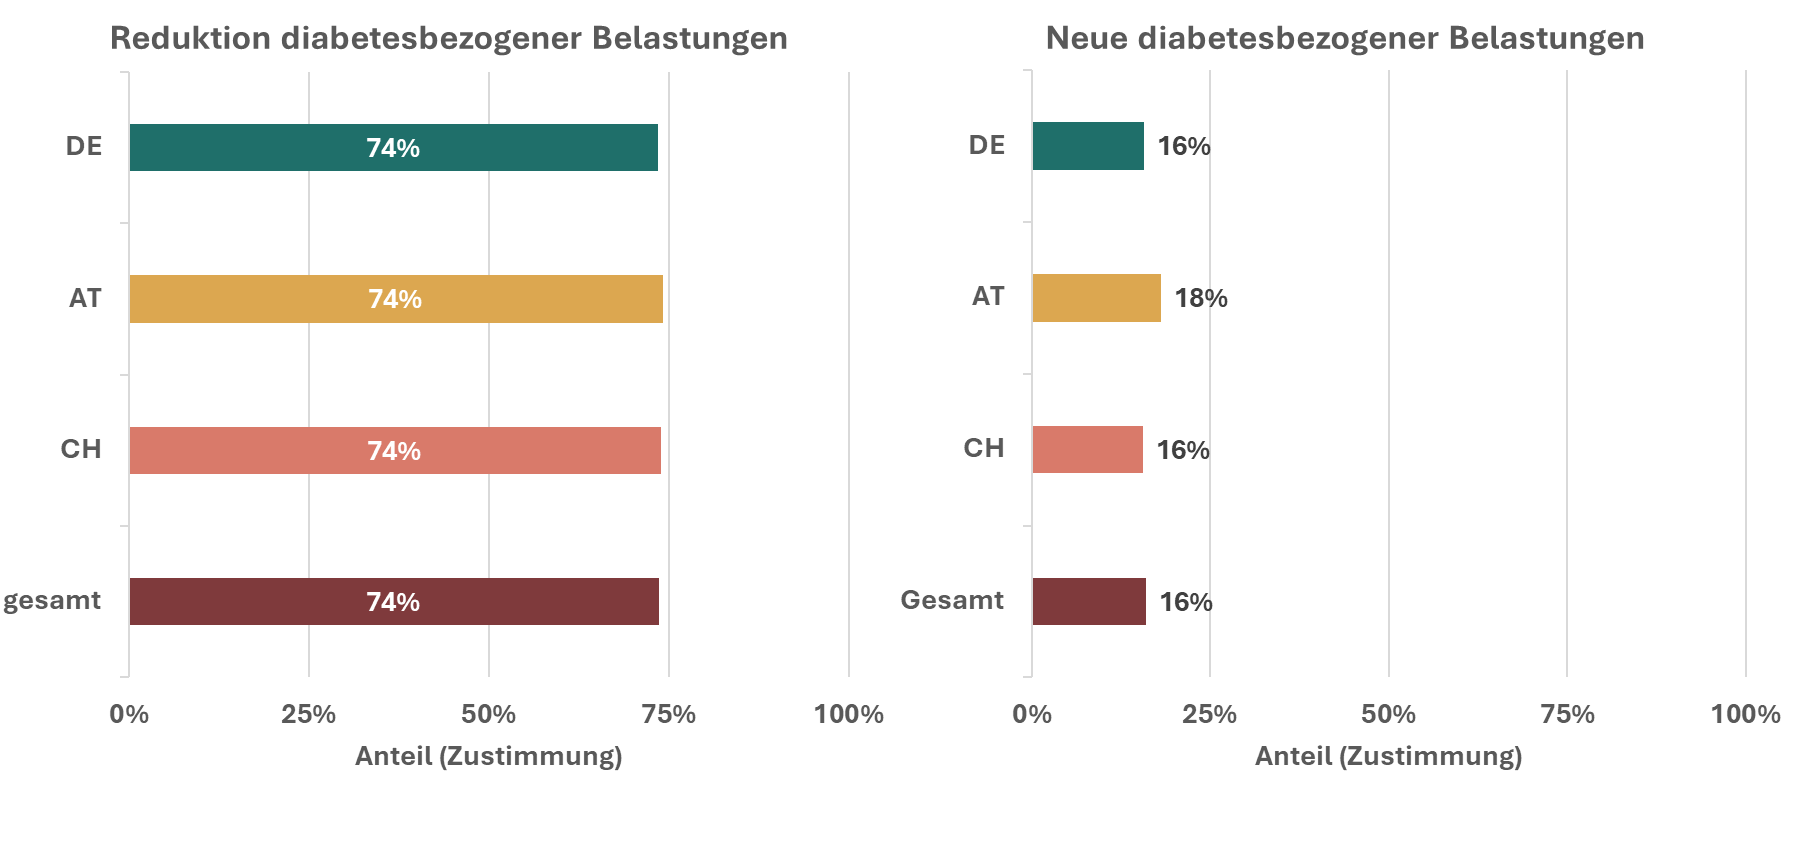 Reduktion diabetesbezogener Belastungen
DE
74%
AT
74%
CH
74%
gesamt
74%
0%
25%
50%
75%
100%
Anteil (Zustimmung)
Neue diabetesbezogener Belastungen
DE
16%
AT
18%
CH
16%
Gesamt
16%
0%
25%
50%
75%
100%
Anteil (Zustimmung)